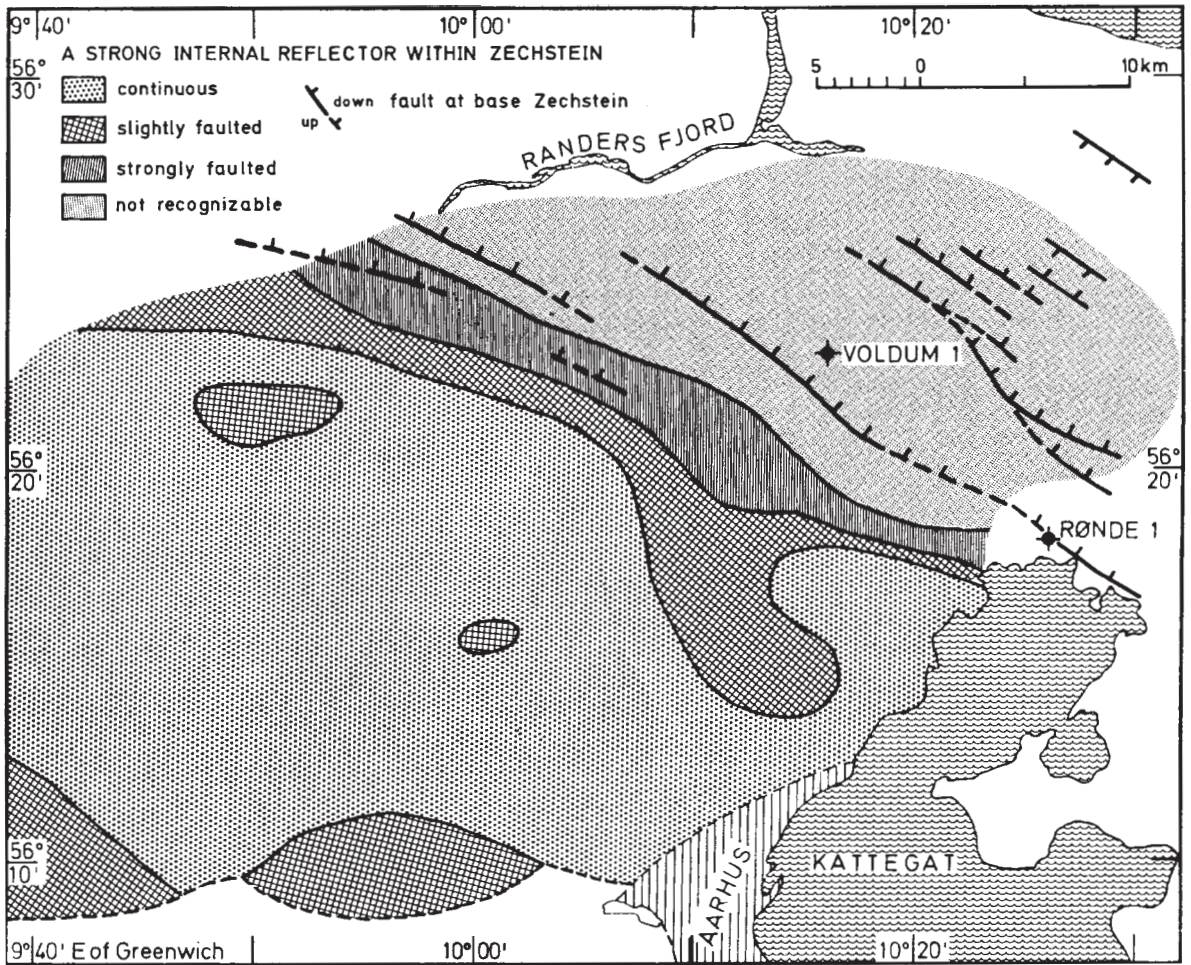 9° 40' 10° 00' 10° 20'
A STRONG INTERNAL REFLECTOR WITHIN ZECHSTEIN
56°
30'
continuous
slightly faulted
strongly faulted
not recognizable
down fault at base Zechstein
up
5 0 10km
RANDERS FJORD
VOLDUM 1
56°
20'
56°
20'
RØNDE 1
56°
10'
KATTEGAT
AARHUS
9° 40' E of Greenwich 10° 00' 10° 20'